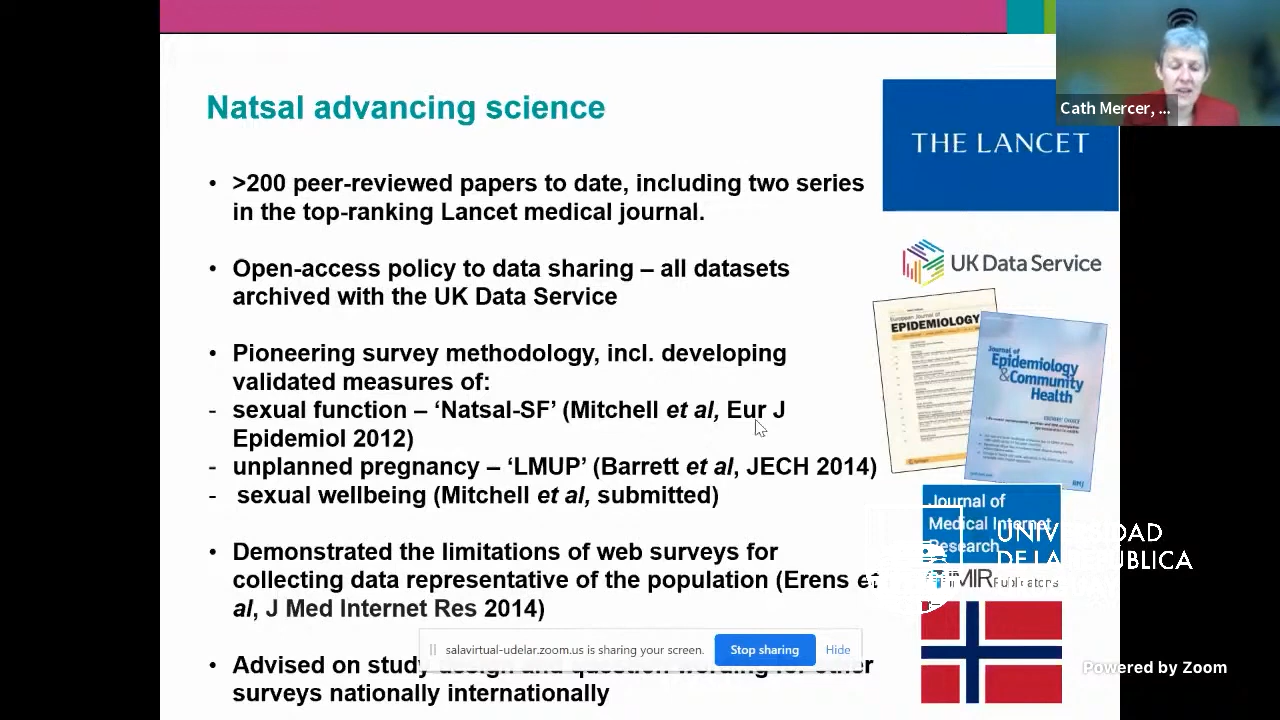 Natsal advancing science
• >200 peer-reviewed papers to date, including two series
in the top-ranking Lancet medical journal.
• Open-access policy to data sharing – all datasets
archived with the UK Data Service
• Pioneering survey methodology, incl. developing
validated measures of:
- sexual function – ‘Natsal-SF’ (Mitchell et al, Eur J
Epidemiol 2012)
- unplanned pregnancy – ‘LMUP’ (Barrett et al, JECH 2014)
- sexual wellbeing (Mitchell et al, submitted)
• Demonstrated the limitations of web surveys for
collecting data representative of the population (Erens et
al, J Med Internet Res 2014)
• Advised on study design and question wording for other
surveys nationally internationally
salavirtual-udelar.zoom.us is sharing your screen.
Stop sharing
Hide
Cath Mercer, ...
THE LANCET
UK Data Service
European Journal of
EPIDEMIOLOGY
Journal of
Epidemiology
& Community
Health
BMJ
Journal of
Medical Internet
Research
UNIVERSIDAD
DE LA REPÚBLICA
JMIR Publications
Powered by Zoom